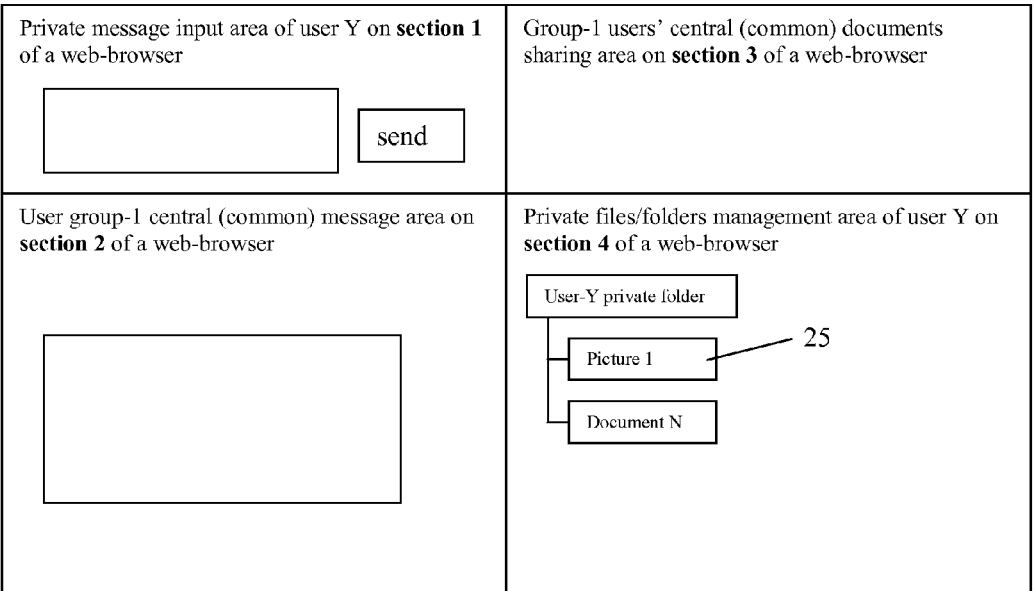 Private message input area of user Y on section 1
of a web-browser
send
Group-1 users' central (common) documents
sharing area on section 3 of a web-browser
User group-1 central (common) message area on
section 2 of a web-browser
Private files/folders management area of user Y on
section 4 of a web-browser
User-Y private folder
Picture 1
25
Document N